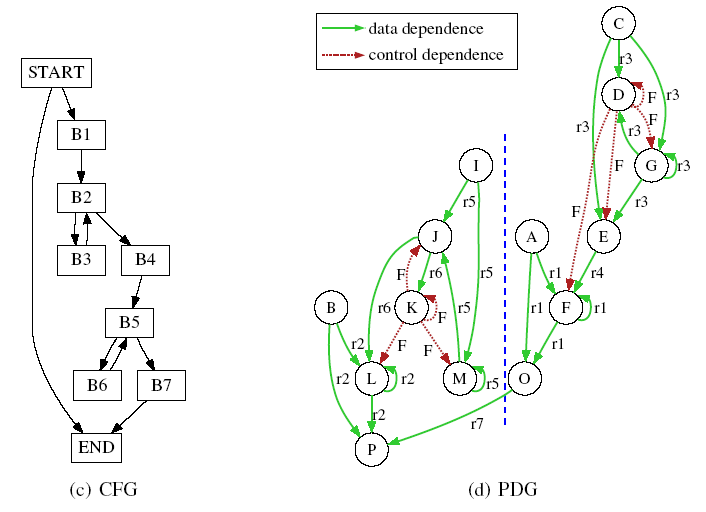 START
B1
B2
B3
B4
B5
B6
B7
END
(c) CFG
data dependence
control dependence
C
r3
D
F
r3
F
r3
r3
G
r3
F
r3
I
r5
F
J
A
E
r6
r1
r4
F
r5
B
r6
K
F
r5
r1
F
r1
r2
F
F
r1
r2
L
r2
M
r5
O
r2
r7
P
(d) PDG